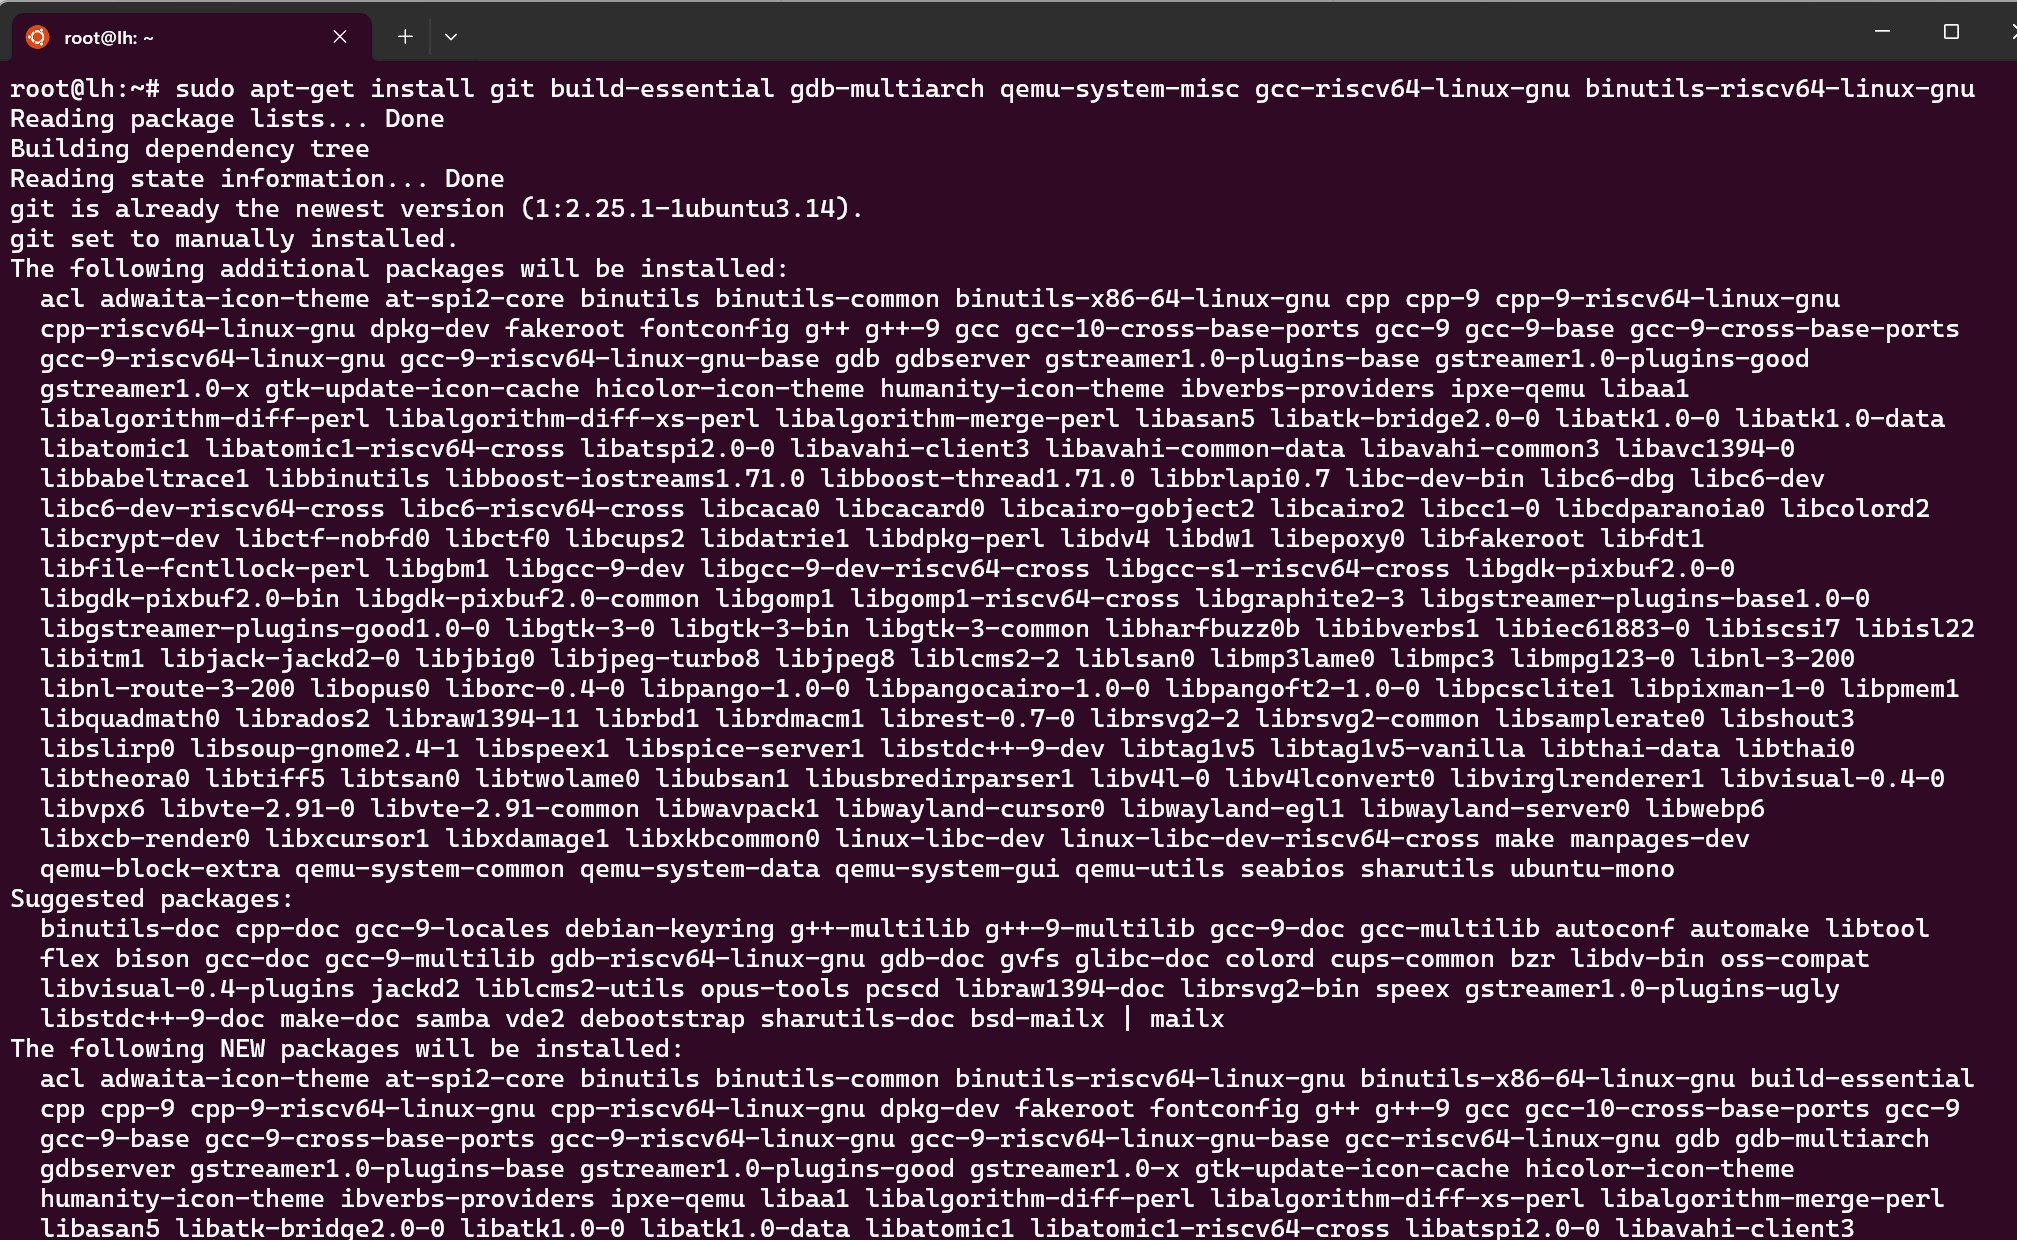 root@lh: ~
root@lh:~# sudo apt-get install git build-essential gdb-multiarch qemu-system-misc gcc-riscv64-linux-gnu binutils-riscv64-linux-gnu
Reading package lists... Done
Building dependency tree
Reading state information... Done
git is already the newest version (1:2.25.1-1ubuntu3.14).
git set to manually installed.
The following additional packages will be installed:
  acl adwaita-icon-theme at-spi2-core binutils binutils-common binutils-x86-64-linux-gnu cpp cpp-9 cpp-9-riscv64-linux-gnu
  cpp-riscv64-linux-gnu dpkg-dev fakeroot fontconfig g++ g++-9 gcc gcc-10-cross-base-ports gcc-9 gcc-9-base gcc-9-cross-base-ports
  gcc-9-riscv64-linux-gnu gcc-9-riscv64-linux-gnu-base gdb gdbserver gstreamer1.0-plugins-base gstreamer1.0-plugins-good
  gstreamer1.0-x gtk-update-icon-cache hicolor-icon-theme humanity-icon-theme ibverbs-providers ipxe-qemu libaa1
  libalgorithm-diff-perl libalgorithm-diff-xs-perl libalgorithm-merge-perl libasan5 libatk-bridge2.0-0 libatk1.0-0 libatk1.0-data
  libatomic1 libatomic1-riscv64-cross libatspi2.0-0 libavahi-client3 libavahi-common-data libavahi-common3 libavc1394-0
  libbabeltrace1 libbinutils libboost-iostreams1.71.0 libboost-thread1.71.0 libbrlapi0.7 libc-dev-bin libc6-dbg libc6-dev
  libc6-dev-riscv64-cross libc6-riscv64-cross libcaca0 libcacard0 libcairo-gobject2 libcairo2 libcc1-0 libcdparanoia0 libcolord2
  libcrypt-dev libctf-nobfd0 libctf0 libcups2 libdatrie1 libdpkg-perl libdv4 libdw1 libepoxy0 libfakeroot libfdt1
  libfile-fcntllock-perl libgbm1 libgcc-9-dev libgcc-9-dev-riscv64-cross libgcc-s1-riscv64-cross libgdk-pixbuf2.0-0
  libgdk-pixbuf2.0-bin libgdk-pixbuf2.0-common libgomp1 libgomp1-riscv64-cross libgraphite2-3 libgstreamer-plugins-base1.0-0
  libgstreamer-plugins-good1.0-0 libgtk-3-0 libgtk-3-bin libgtk-3-common libharfbuzz0b libibverbs1 libiec61883-0 libiscsi7 libisl22
  libitm1 libjack-jackd2-0 libjbig0 libjpeg-turbo8 libjpeg8 liblcms2-2 liblsan0 libmp3lame0 libmpc3 libmpg123-0 libnl-3-200
  libnl-route-3-200 libopus0 liborc-0.4-0 libpango-1.0-0 libpangocairo-1.0-0 libpangoft2-1.0-0 libpcsclite1 libpixman-1-0 libpmem1
  libquadmath0 librados2 libraw1394-11 librbd1 librdmacm1 librest-0.7-0 librsvg2-2 librsvg2-common libsamplerate0 libshout3
  libslirp0 libsoup-gnome2.4-1 libspeex1 libspice-server1 libstdc++-9-dev libtag1v5 libtag1v5-vanilla libthai-data libthai0
  libtheora0 libtiff5 libtsan0 libtwolame0 libubsan1 libusbredirparser1 libv4l-0 libv4lconvert0 libvirglrenderer1 libvisual-0.4-0
  libvpx6 libvte-2.91-0 libvte-2.91-common libwavpack1 libwayland-cursor0 libwayland-egl1 libwayland-server0 libwebp6
  libxcb-render0 libxcursor1 libxdamage1 libxkbcommon0 linux-libc-dev linux-libc-dev-riscv64-cross make manpages-dev
  qemu-block-extra qemu-system-common qemu-system-data qemu-system-gui qemu-utils seabios sharutils ubuntu-mono
Suggested packages:
  binutils-doc cpp-doc gcc-9-locales debian-keyring g++-multilib g++-9-multilib gcc-9-doc gcc-multilib autoconf automake libtool
  flex bison gcc-doc gcc-9-multilib gdb-riscv64-linux-gnu gdb-doc gvfs glibc-doc colord cups-common bzr libdv-bin oss-compat
  libvisual-0.4-plugins jackd2 liblcms2-utils opus-tools pcscd libraw1394-doc librsvg2-bin speex gstreamer1.0-plugins-ugly
  libstdc++-9-doc make-doc samba vde2 debootstrap sharutils-doc bsd-mailx | mailx
The following NEW packages will be installed:
  acl adwaita-icon-theme at-spi2-core binutils binutils-common binutils-riscv64-linux-gnu binutils-x86-64-linux-gnu build-essential
  cpp cpp-9 cpp-9-riscv64-linux-gnu cpp-riscv64-linux-gnu dpkg-dev fakeroot fontconfig g++ g++-9 gcc gcc-10-cross-base-ports gcc-9
  gcc-9-base gcc-9-cross-base-ports gcc-9-riscv64-linux-gnu gcc-9-riscv64-linux-gnu-base gcc-riscv64-linux-gnu gdb gdb-multiarch
  gdbserver gstreamer1.0-plugins-base gstreamer1.0-plugins-good gstreamer1.0-x gtk-update-icon-cache hicolor-icon-theme
  humanity-icon-theme ibverbs-providers ipxe-qemu libaa1 libalgorithm-diff-perl libalgorithm-diff-xs-perl libalgorithm-merge-perl
  libasan5 libatk-bridge2.0-0 libatk1.0-0 libatk1.0-data libatomic1 libatomic1-riscv64-cross libatspi2.0-0 libavahi-client3